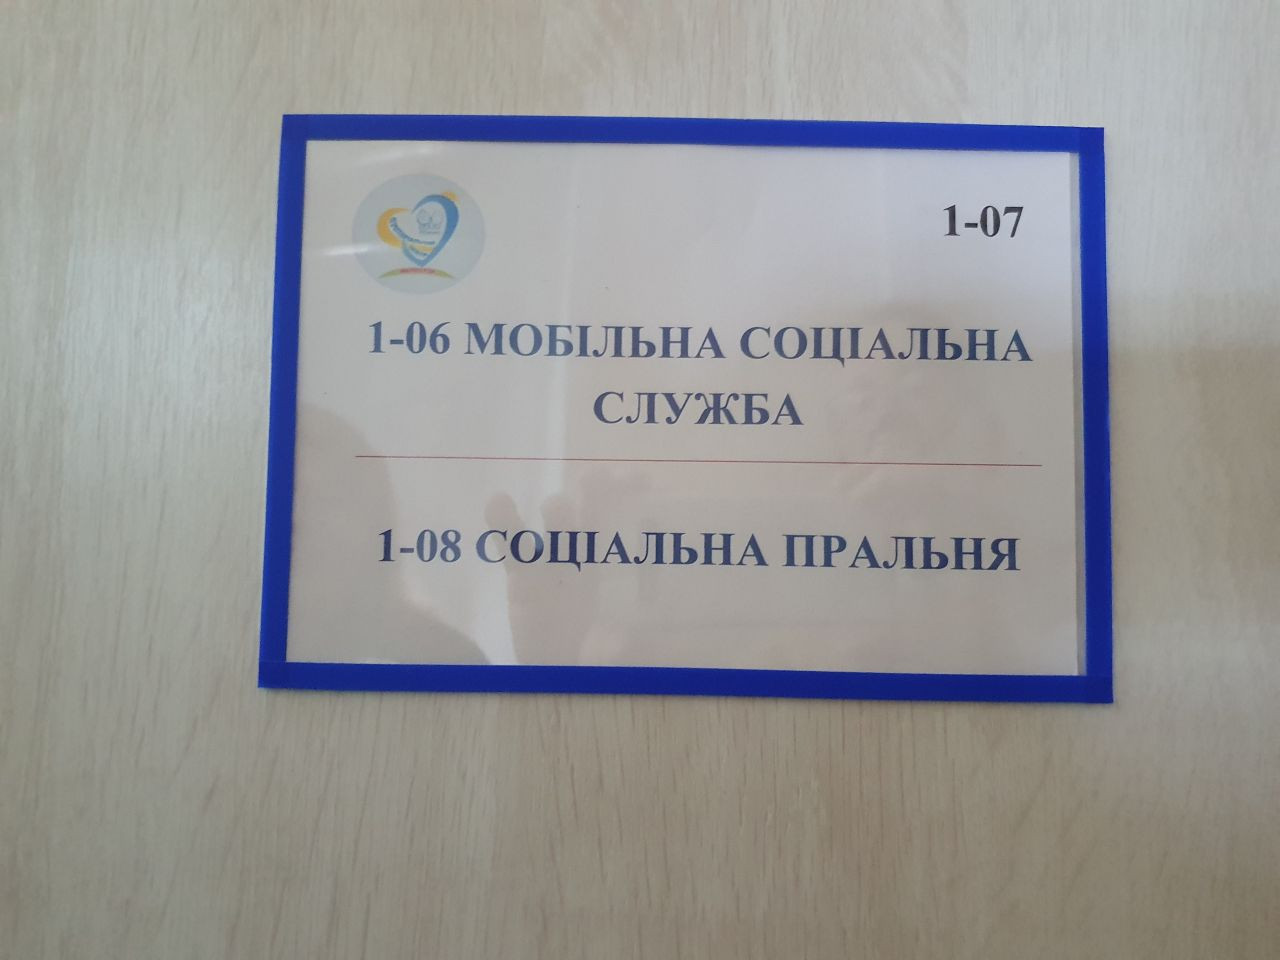 1-07
1-06 МОБІЛЬНА СОЦІАЛЬНА
СЛУЖБА
1-08 СОЦІАЛЬНА ПРАЛЬНЯ